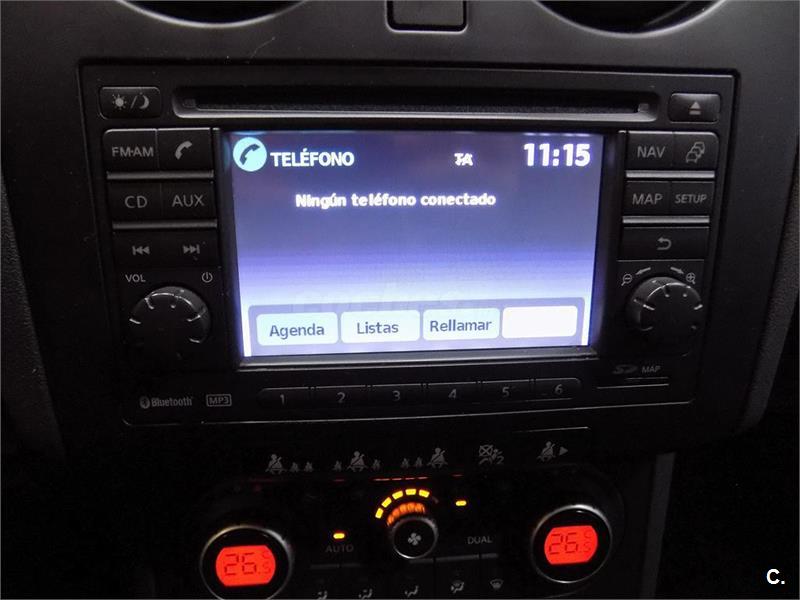 FM·AM
CD
AUX
VOL
Bluetooth
MP3
TELÉFONO
TA
11:15
Ningún teléfono conectado
Agenda
Listas
Rellamar
NAV
MAP
SETUP
SD MAP
1 2 3 4 5 6
AUTO
DUAL
26.5
26.5
C.